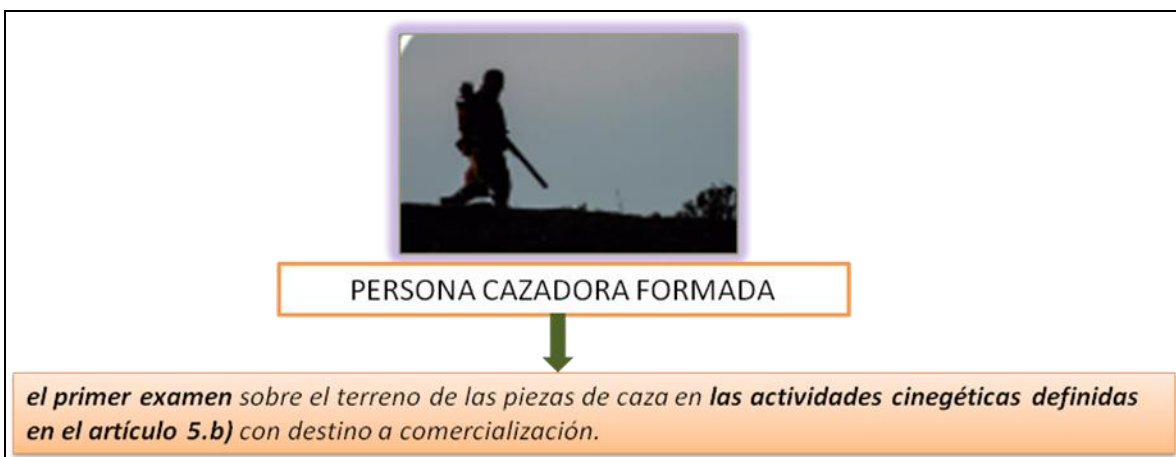 PERSONA CAZADORA FORMADA
el primer examen sobre el terreno de las piezas de caza en las actividades cinegéticas definidas
en el artículo 5.b) con destino a comercialización.